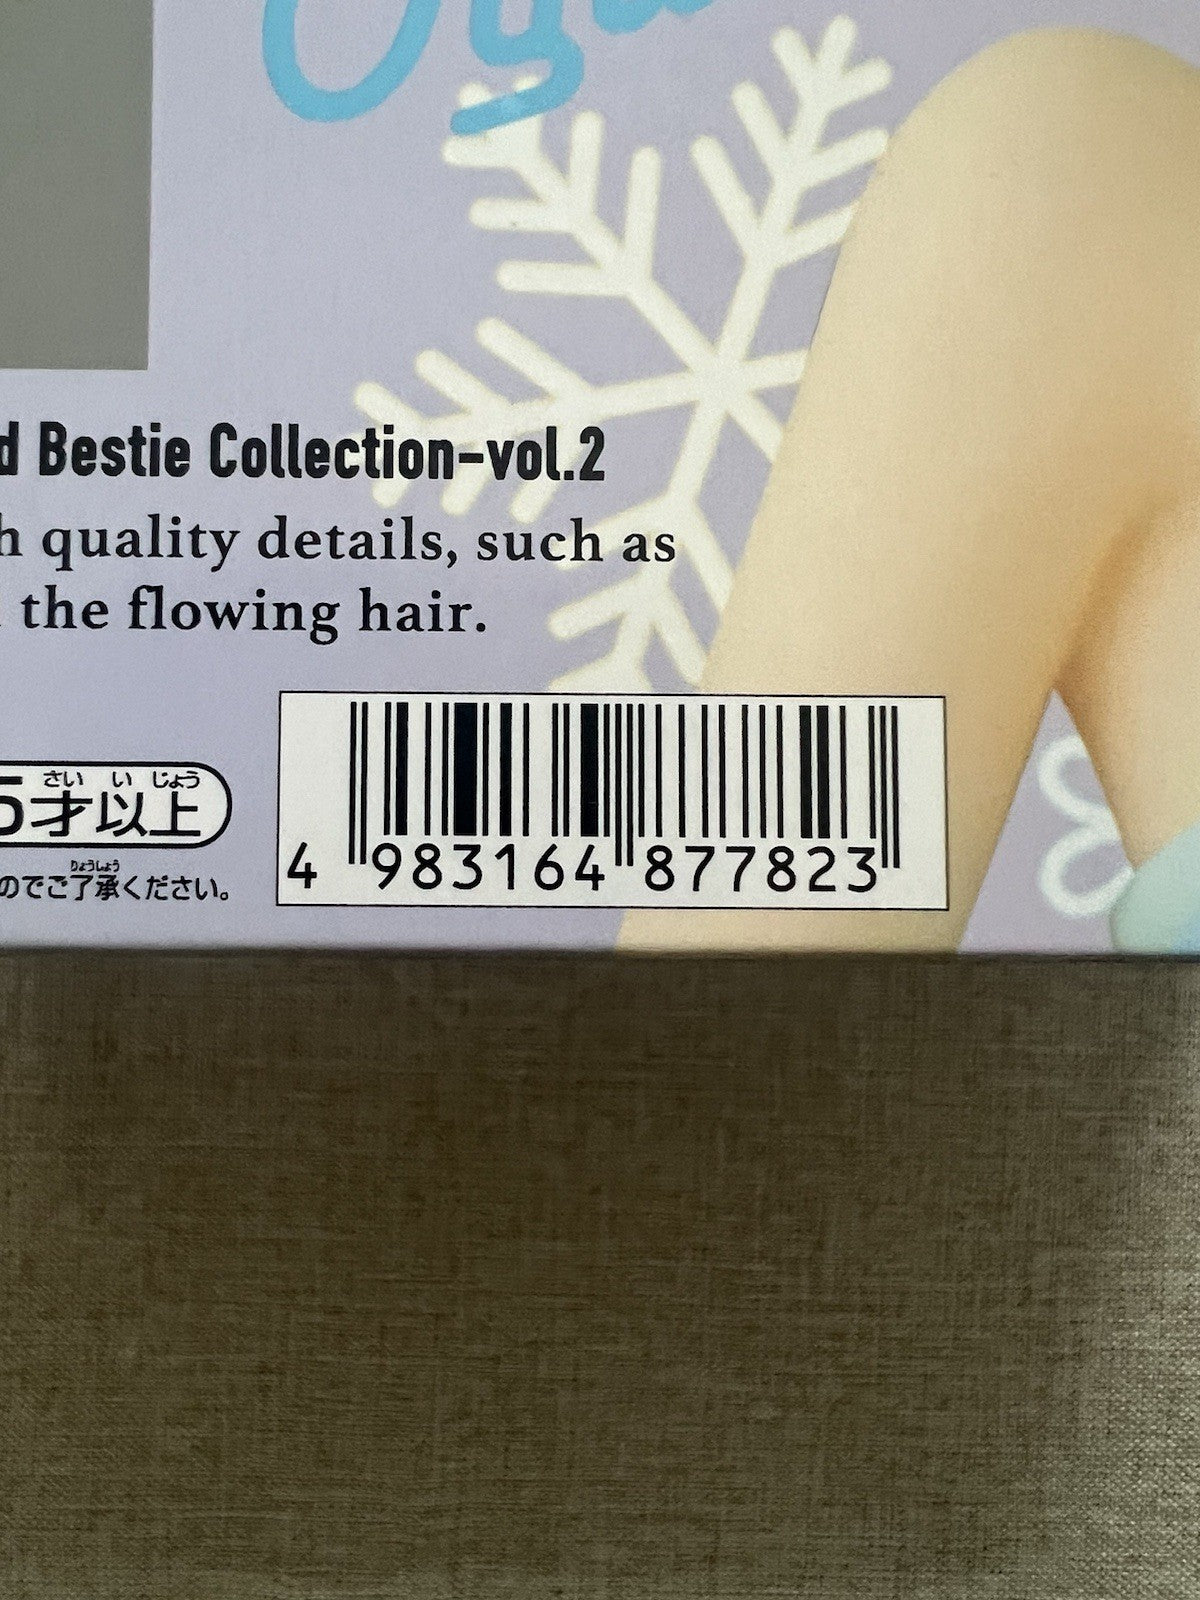 Bestie Collection-vol.2
quality details, such as
the flowing hair.
さい い じょう
5才以上
りょうしょう
のでご了承ください。
4 983164 877823